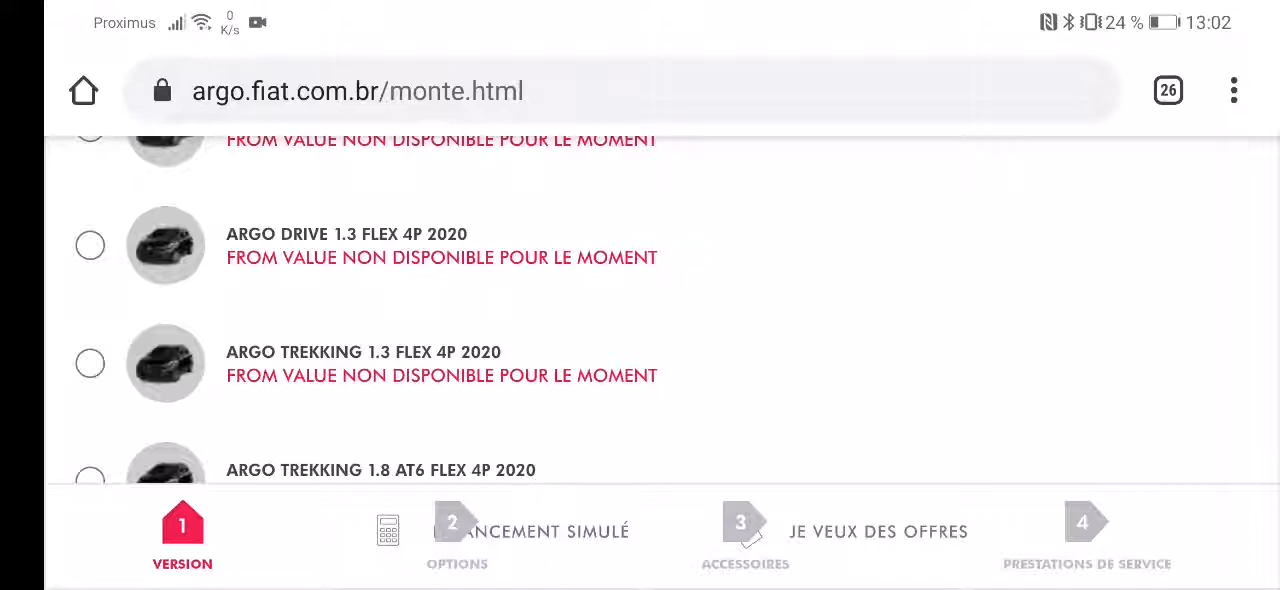 Proximus 0 K/s 24 % 13:02
argo.fiat.com.br/monte.html 26
FROM VALUE NON DISPONIBLE POUR LE MOMENT
ARGO DRIVE 1.3 FLEX 4P 2020
FROM VALUE NON DISPONIBLE POUR LE MOMENT
ARGO TREKKING 1.3 FLEX 4P 2020
FROM VALUE NON DISPONIBLE POUR LE MOMENT
ARGO TREKKING 1.8 AT6 FLEX 4P 2020
1 2 SIMULÉ 3 JE VEUX DES OFFRES 4
VERSION OPTIONS ACCESSOIRES PRESTATIONS DE SERVICE